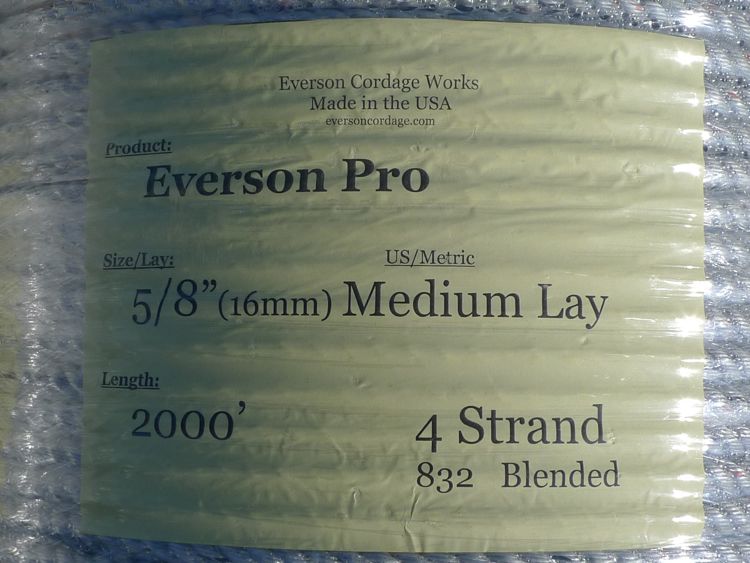 Everson Cordage Works
Made in the USA
eversoncordage.com
Product:
Everson Pro
Size/Lay: US/Metric
5/8”(16mm) Medium Lay
Length:
2000’ 4 Strand
832 Blended